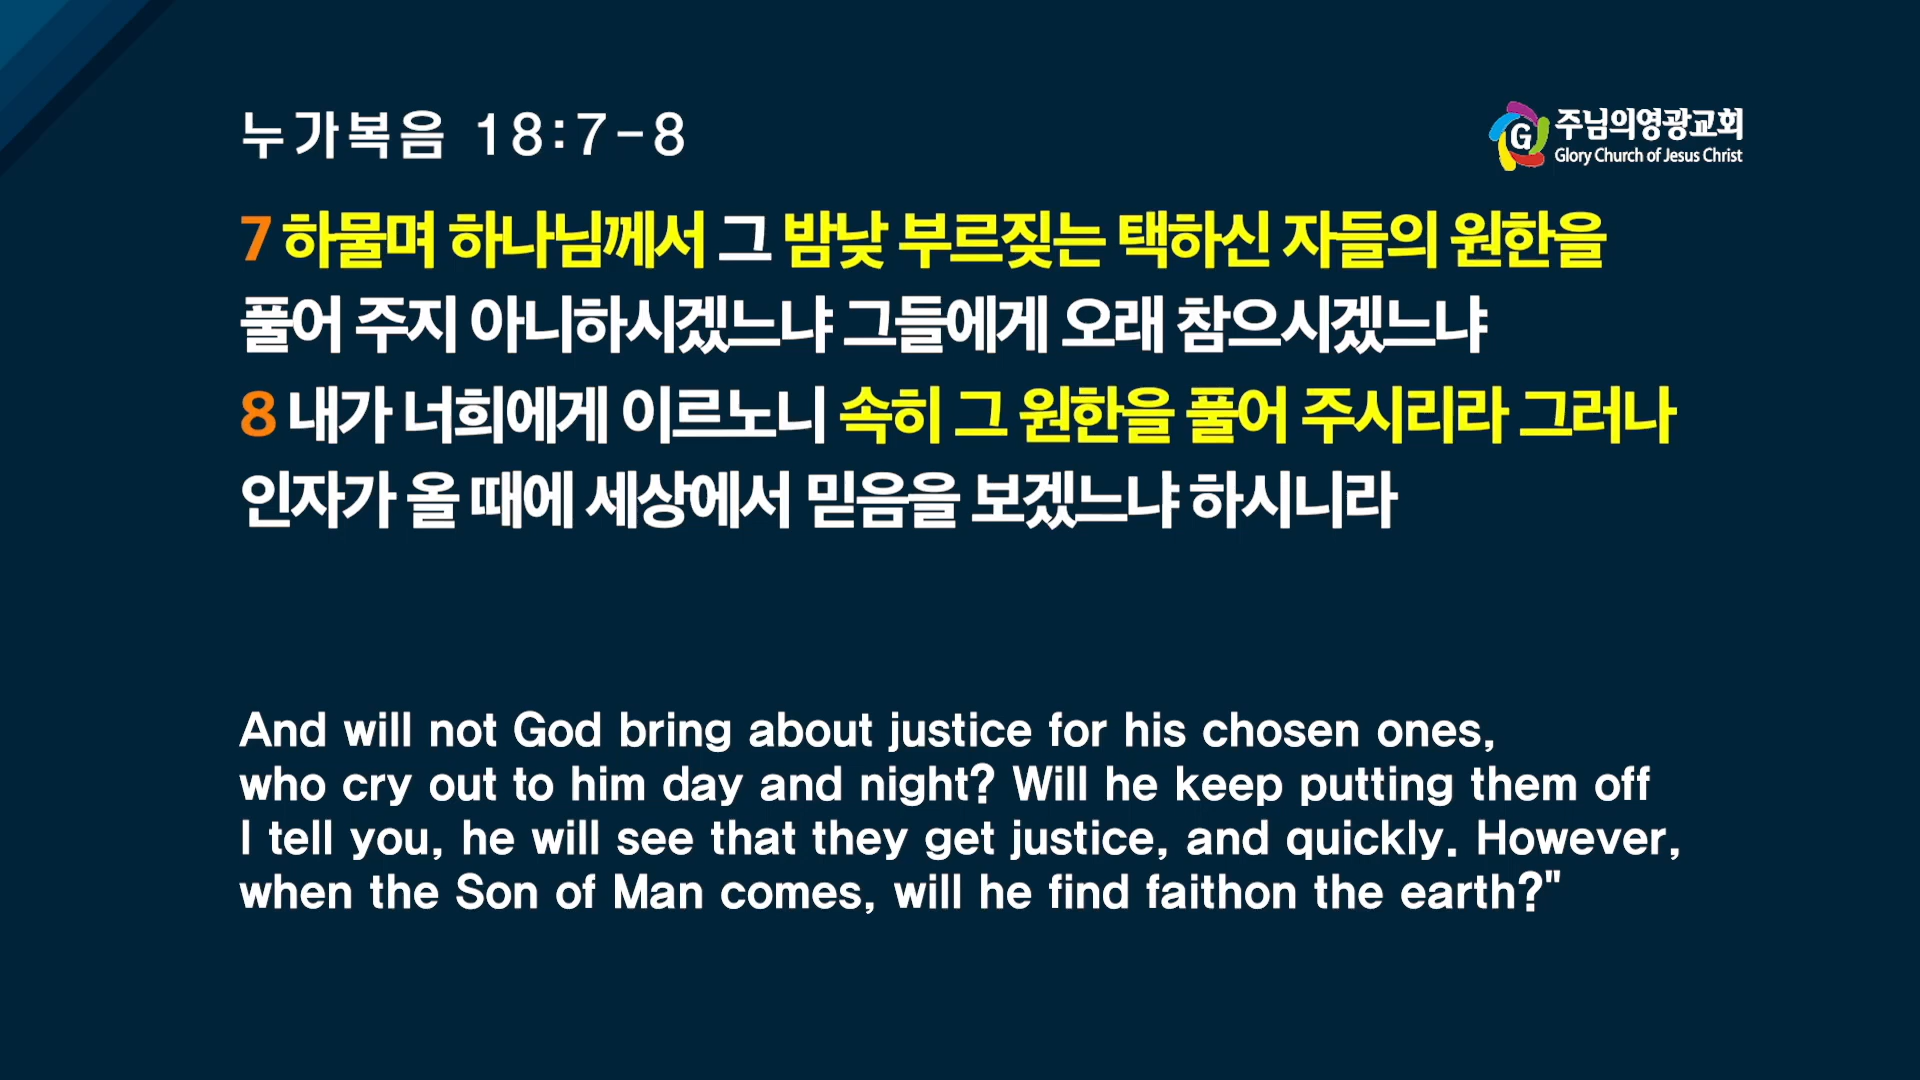 누가복음 18:7-8
G 주님의영광교회
Glory Church of Jesus Christ
7 하물며 하나님께서 그 밤낮 부르짖는 택하신 자들의 원한을
풀어 주지 아니하시겠느냐 그들에게 오래 참으시겠느냐
8 내가 너희에게 이르노니 속히 그 원한을 풀어 주시리라 그러나
인자가 올 때에 세상에서 믿음을 보겠느냐 하시니라
And will not God bring about justice for his chosen ones,
who cry out to him day and night? Will he keep putting them off
I tell you, he will see that they get justice, and quickly. However,
when the Son of Man comes, will he find faithon the earth?"